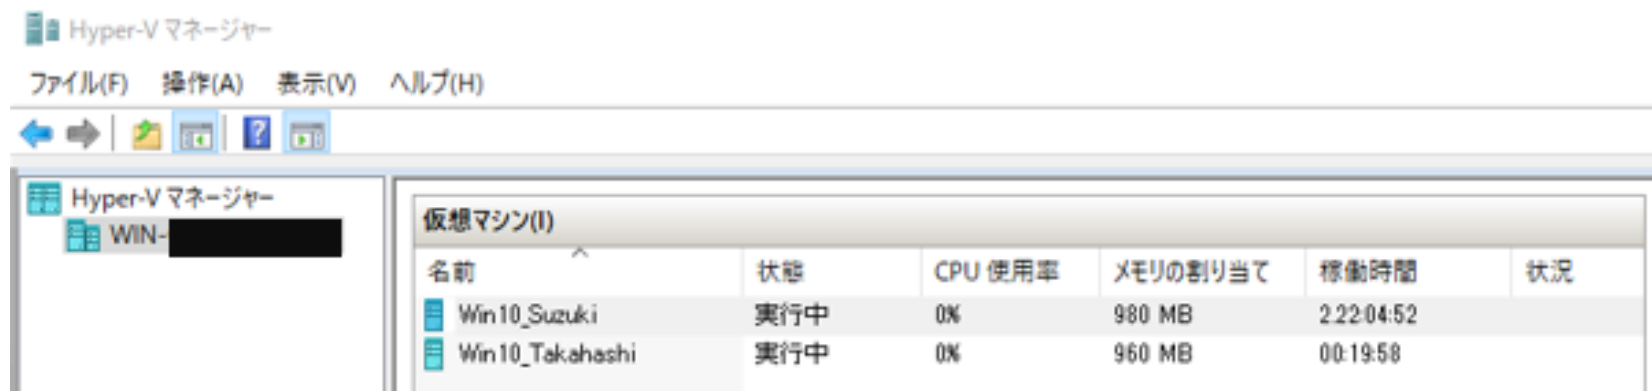 Hyper-V マネージャー
ファイル(F) 操作(A) 表示(V) ヘルプ(H)
Hyper-V マネージャー
WIN-
仮想マシン(I)
名前 状態 CPU 使用率 メモリの割り当て 稼働時間 状況
Win10_Suzuki 実行中 0% 980 MB 2.22:04:52
Win10_Takahashi 実行中 0% 960 MB 00:19:58